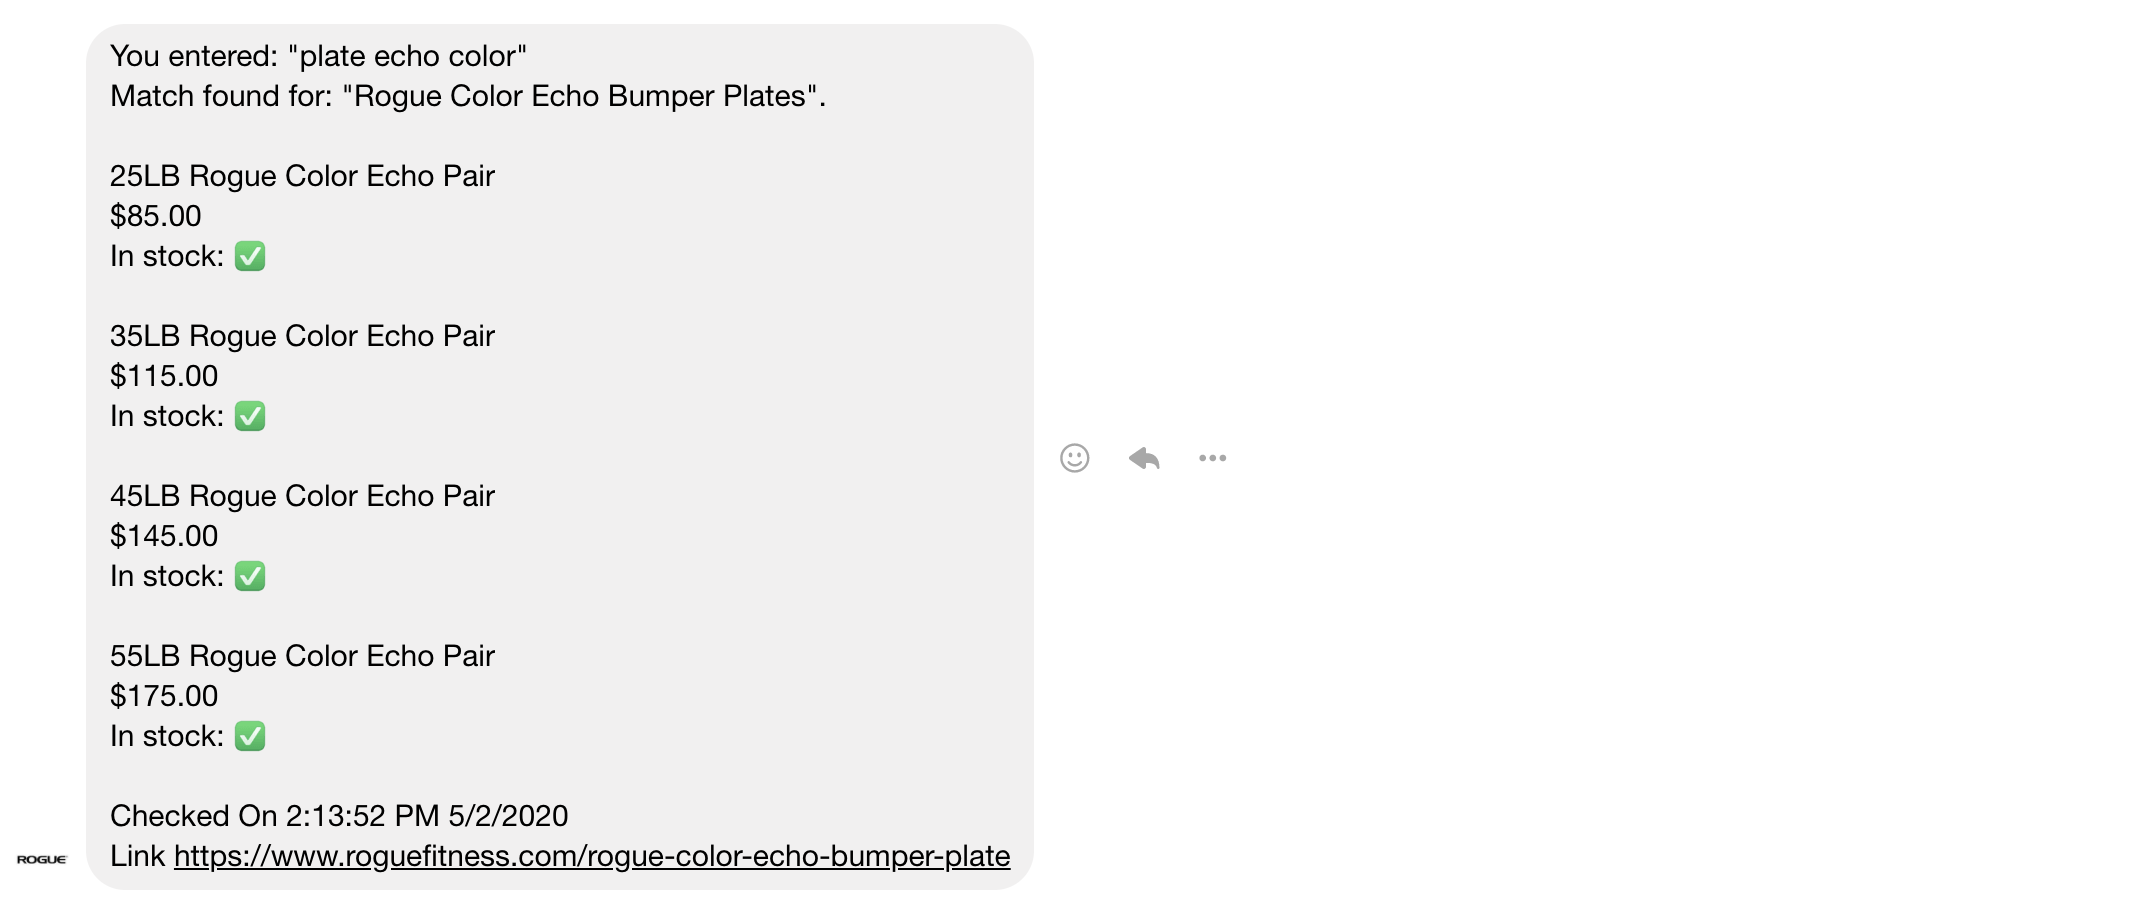 You entered: "plate echo color"
Match found for: "Rogue Color Echo Bumper Plates".
25LB Rogue Color Echo Pair
$85.00
In stock: ✅
35LB Rogue Color Echo Pair
$115.00
In stock: ✅
45LB Rogue Color Echo Pair
$145.00
In stock: ✅
55LB Rogue Color Echo Pair
$175.00
In stock: ✅
Checked On 2:13:52 PM 5/2/2020
Link https://www.roguefitness.com/rogue-color-echo-bumper-plate
ROGUE